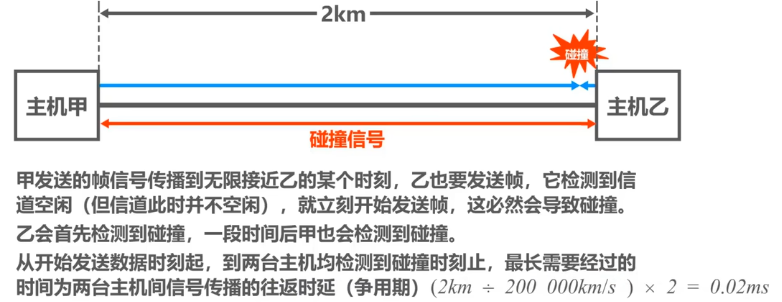 2km
碰撞
主机甲
主机乙
碰撞信号
甲发送的帧信号传播到无限接近乙的某个时刻，乙也要发送帧，它检测到信
道空闲（但信道此时并不空闲），就立刻开始发送帧，这必然会导致碰撞。
乙会首先检测到碰撞，一段时间后甲也会检测到碰撞。
从开始发送数据时刻起，到两台主机均检测到碰撞时刻止，最长需要经过的
时间为两台主机间信号传播的往返时延（争用期）(2km ÷ 200 000km/s ) × 2 = 0.02ms